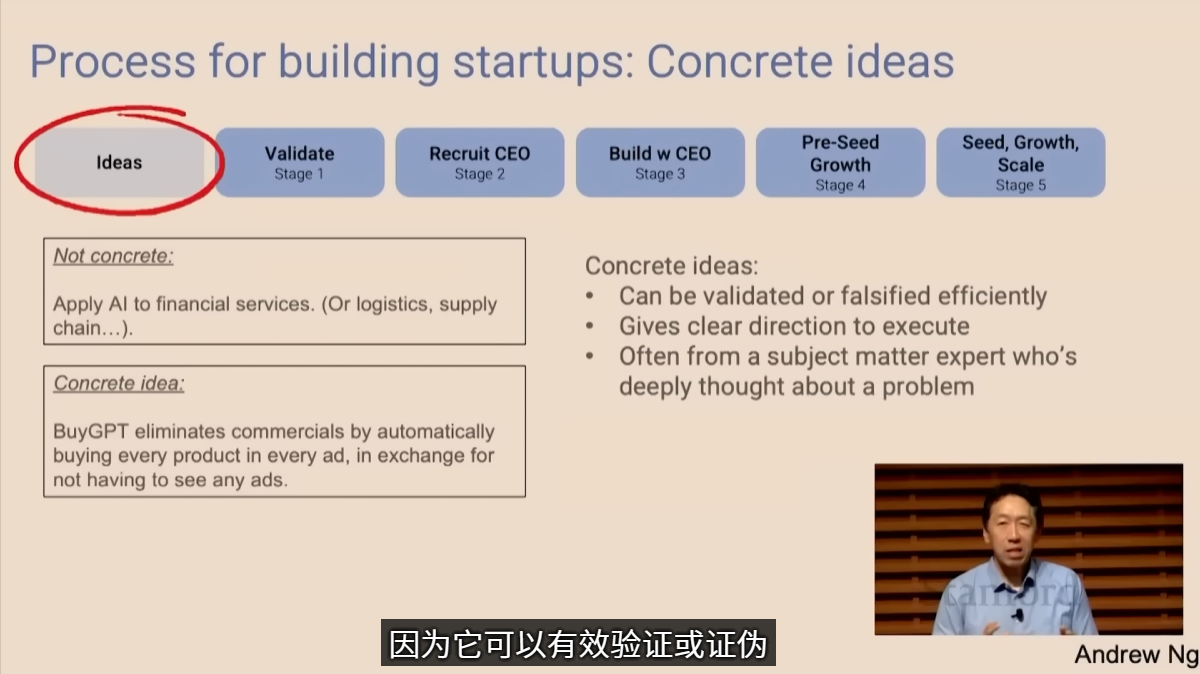 Process for building startups: Concrete ideas
Ideas
Validate
Stage 1
Recruit CEO
Stage 2
Build w CEO
Stage 3
Pre-Seed
Growth
Stage 4
Seed, Growth,
Scale
Stage 5
Not concrete:
Apply AI to financial services. (Or logistics, supply
chain…).
Concrete idea:
BuyGPT eliminates commercials by automatically
buying every product in every ad, in exchange for
not having to see any ads.
Concrete ideas:
• Can be validated or falsified efficiently
• Gives clear direction to execute
• Often from a subject matter expert who's
deeply thought about a problem
因为它可以有效验证或证伪
Andrew Ng